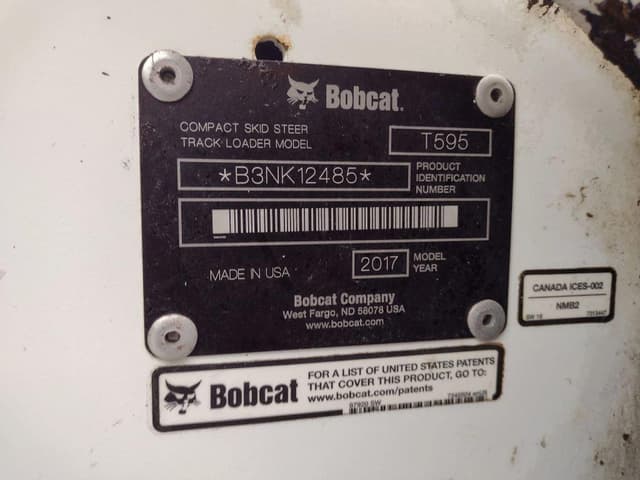 Bobcat.
COMPACT SKID STEER
TRACK LOADER MODEL
T595
*B3NK12485*
PRODUCT
IDENTIFICATION
NUMBER
MADE IN USA
2017
MODEL
YEAR
Bobcat Company
West Fargo, ND 58078 USA
www.bobcat.com
CANADA ICES-002
NMB2
Bobcat
FOR A LIST OF UNITED STATES PATENTS
THAT COVER THIS PRODUCT, GO TO:
www.bobcat.com/patents